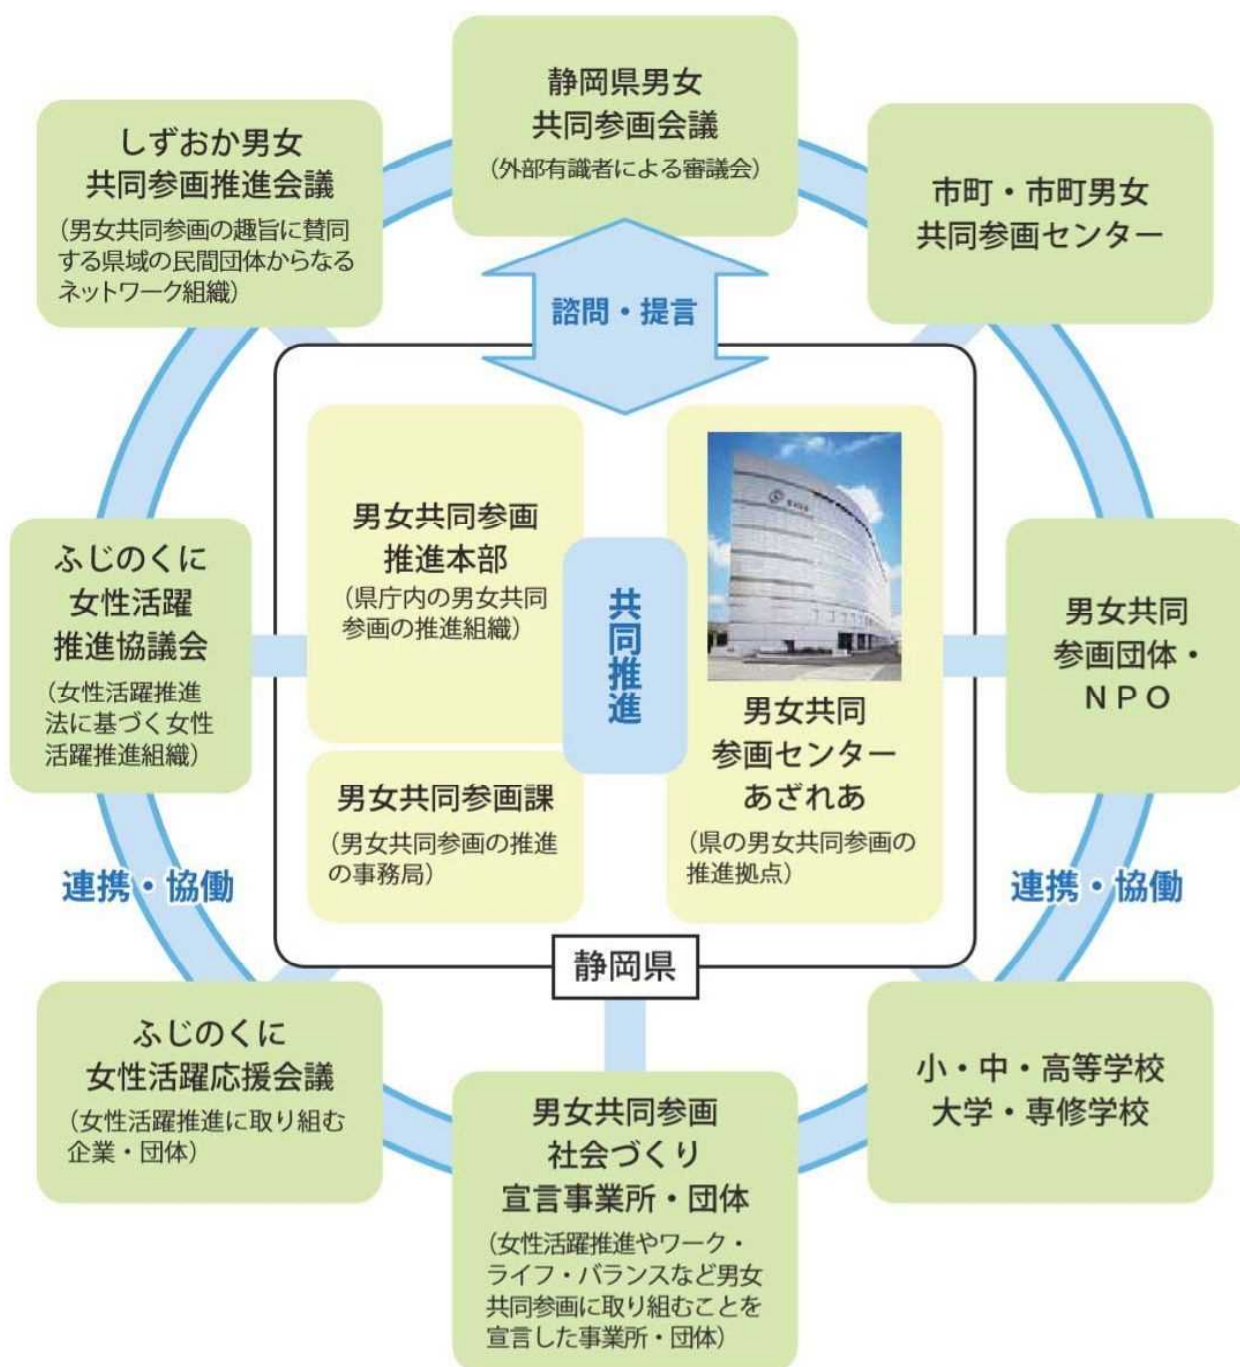 静岡県男女
共同参画会議
（外部有識者による審議会）
しずおか男女
共同参画推進会議
（男女共同参画の趣旨に賛同
する県域の民間団体からなる
ネットワーク組織）
市町・市町男女
共同参画センター
諮問・提言
男女共同参画
推進本部
（県庁内の男女共同
参画の推進組織）
共同推進
男女共同
参画センター
あざれあ
（県の男女共同参画の
推進拠点）
男女共同参画課
（男女共同参画の推進
の事務局）
静岡県
ふじのくに
女性活躍
推進協議会
（女性活躍推進
法に基づく女性
活躍推進組織）
男女共同
参画団体・
ＮＰＯ
連携・協働
連携・協働
ふじのくに
女性活躍応援会議
（女性活躍推進に取り組む
企業・団体）
男女共同参画
社会づくり
宣言事業所・団体
（女性活躍推進やワーク・
ライフ・バランスなど男女
共同参画に取り組むことを
宣言した事業所・団体）
小・中・高等学校
大学・専修学校